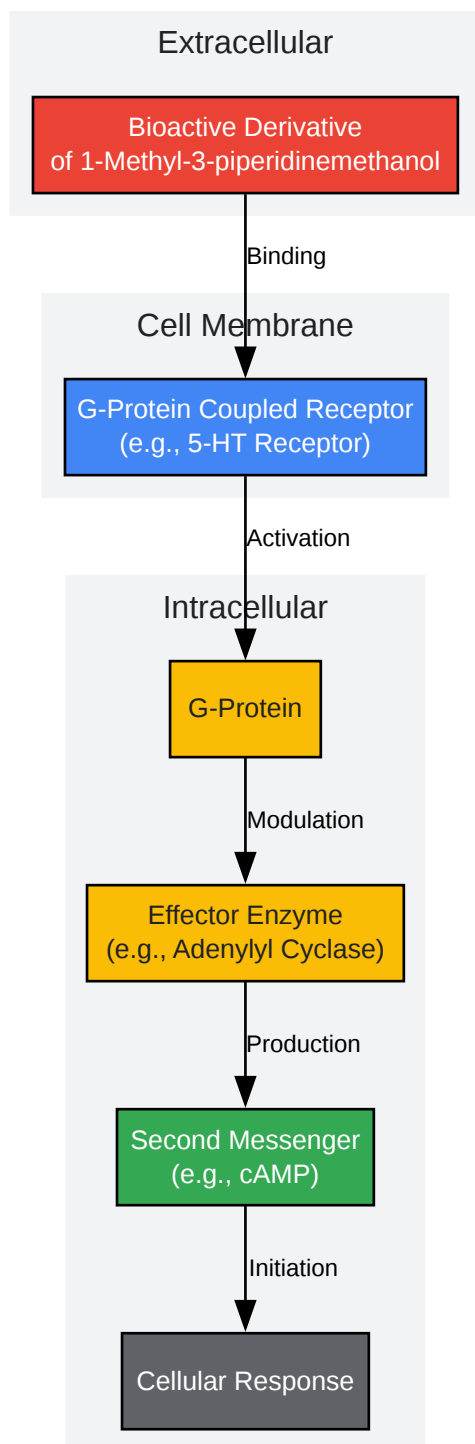 Extracellular
Bioactive Derivative
of 1-Methyl-3-piperidinemethanol
Binding
Cell Membrane
G-Protein Coupled Receptor
(e.g., 5-HT Receptor)
Activation
Intracellular
G-Protein
Modulation
Effector Enzyme
(e.g., Adenylyl Cyclase)
Production
Second Messenger
(e.g., cAMP)
Initiation
Cellular Response